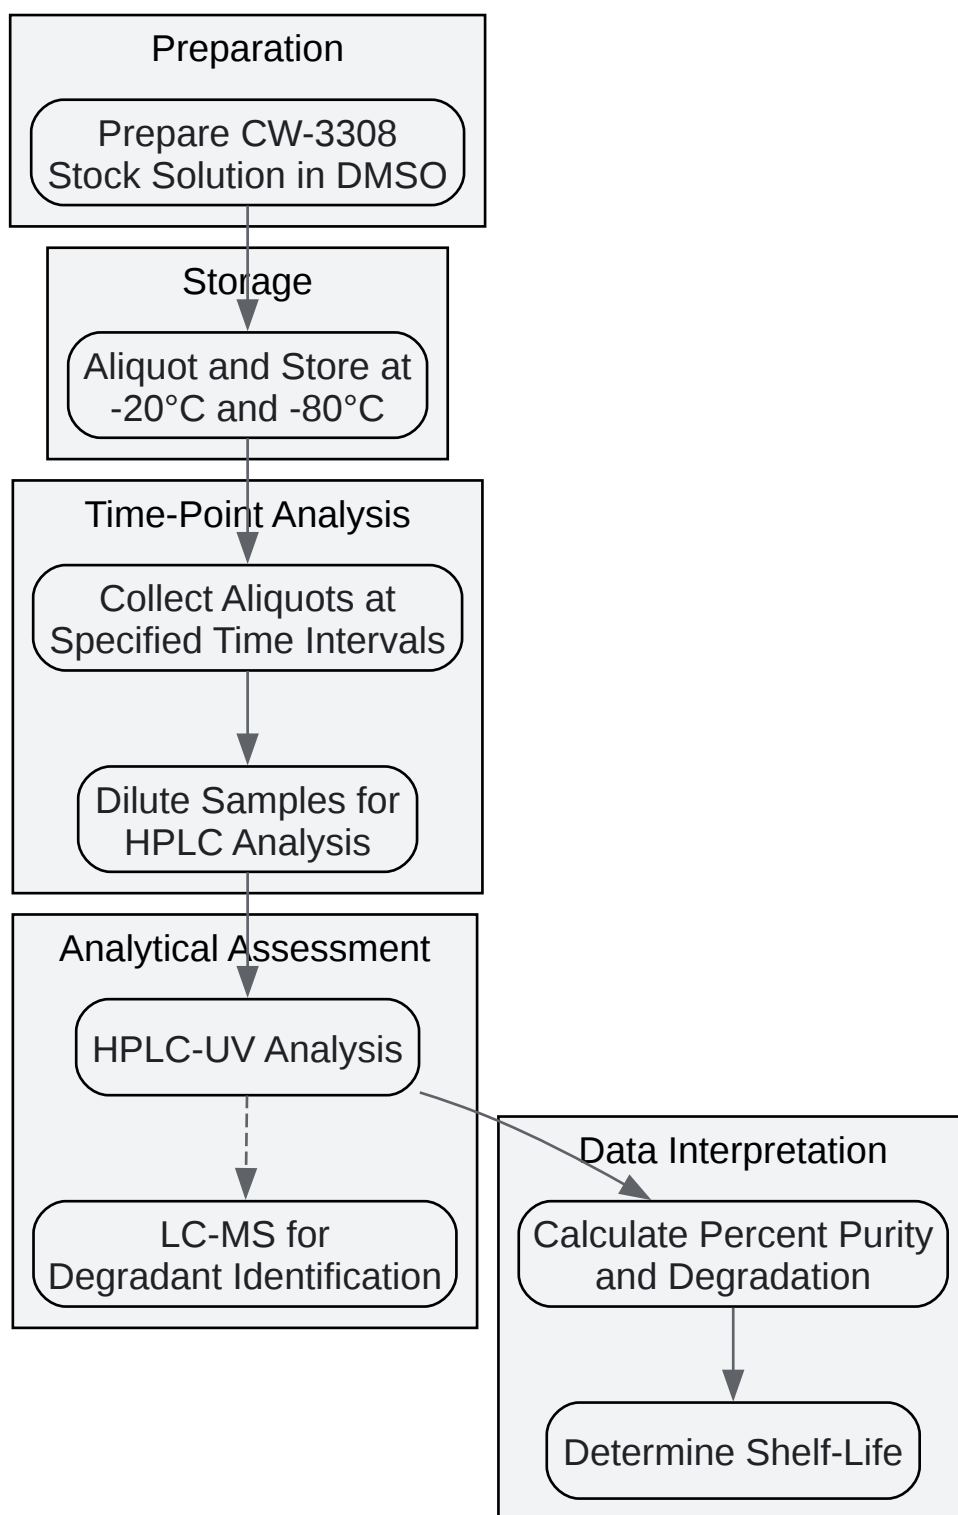 Preparation
Prepare CW-3308
Stock Solution in DMSO
Storage
Aliquot and Store at
-20°C and -80°C
Time-Point Analysis
Collect Aliquots at
Specified Time Intervals
Dilute Samples for
HPLC Analysis
Analytical Assessment
HPLC-UV Analysis
LC-MS for
Degradant Identification
Data Interpretation
Calculate Percent Purity
and Degradation
Determine Shelf-Life